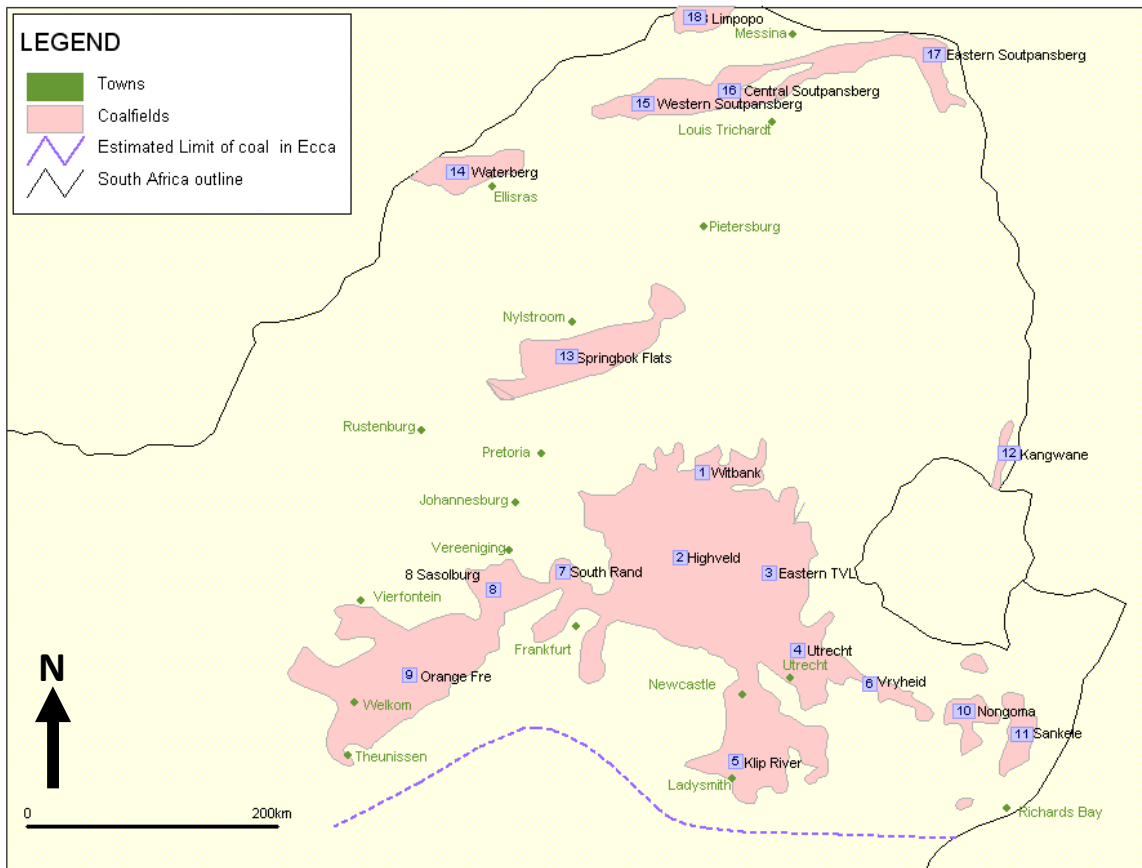 LEGEND
Towns
Coalfields
Estimated Limit of coal in Ecca
South Africa outline
18 Limpopo
Messina
17 Eastern Soutpansberg
16 Central Soutpansberg
15 Western Soutpansberg
Louis Trichardt
14 Waterberg
Ellisras
Pietersburg
Nylstroom
13 Springbok Flats
Rustenburg
Pretoria
12 Kangwane
1 Witbank
Johannesburg
Vereeniging
2 Highveld
8 Sasolburg
7 South Rand
3 Eastern TVL
8
Vierfontein
Frankfurt
4 Utrecht
Utrecht
9 Orange Fre
Newcastle
6 Vryheid
Welkom
10 Nongoma
11 Sankele
Theunissen
5 Klip River
Ladysmith
Richards Bay
N
0 200km